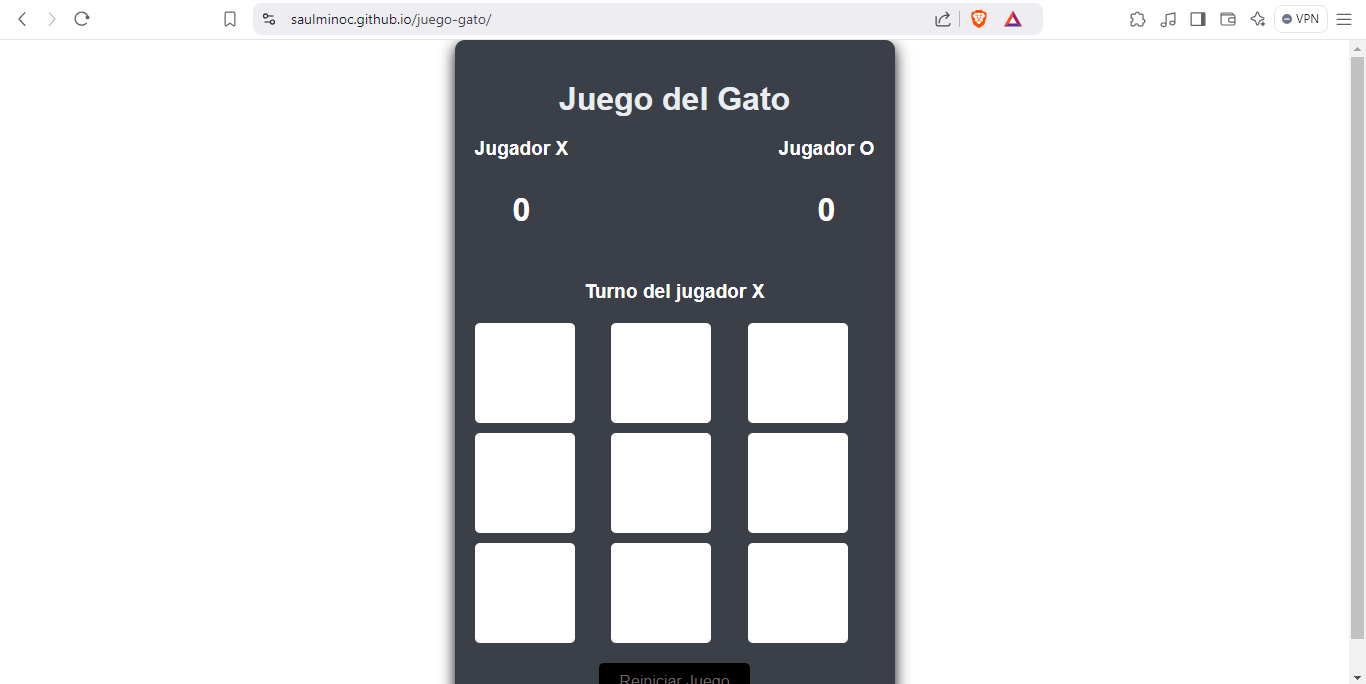 saulminoc.github.io/juego-gato/
VPN
Juego del Gato
Jugador X
Jugador O
0
0
Turno del jugador X
Reiniciar Juego